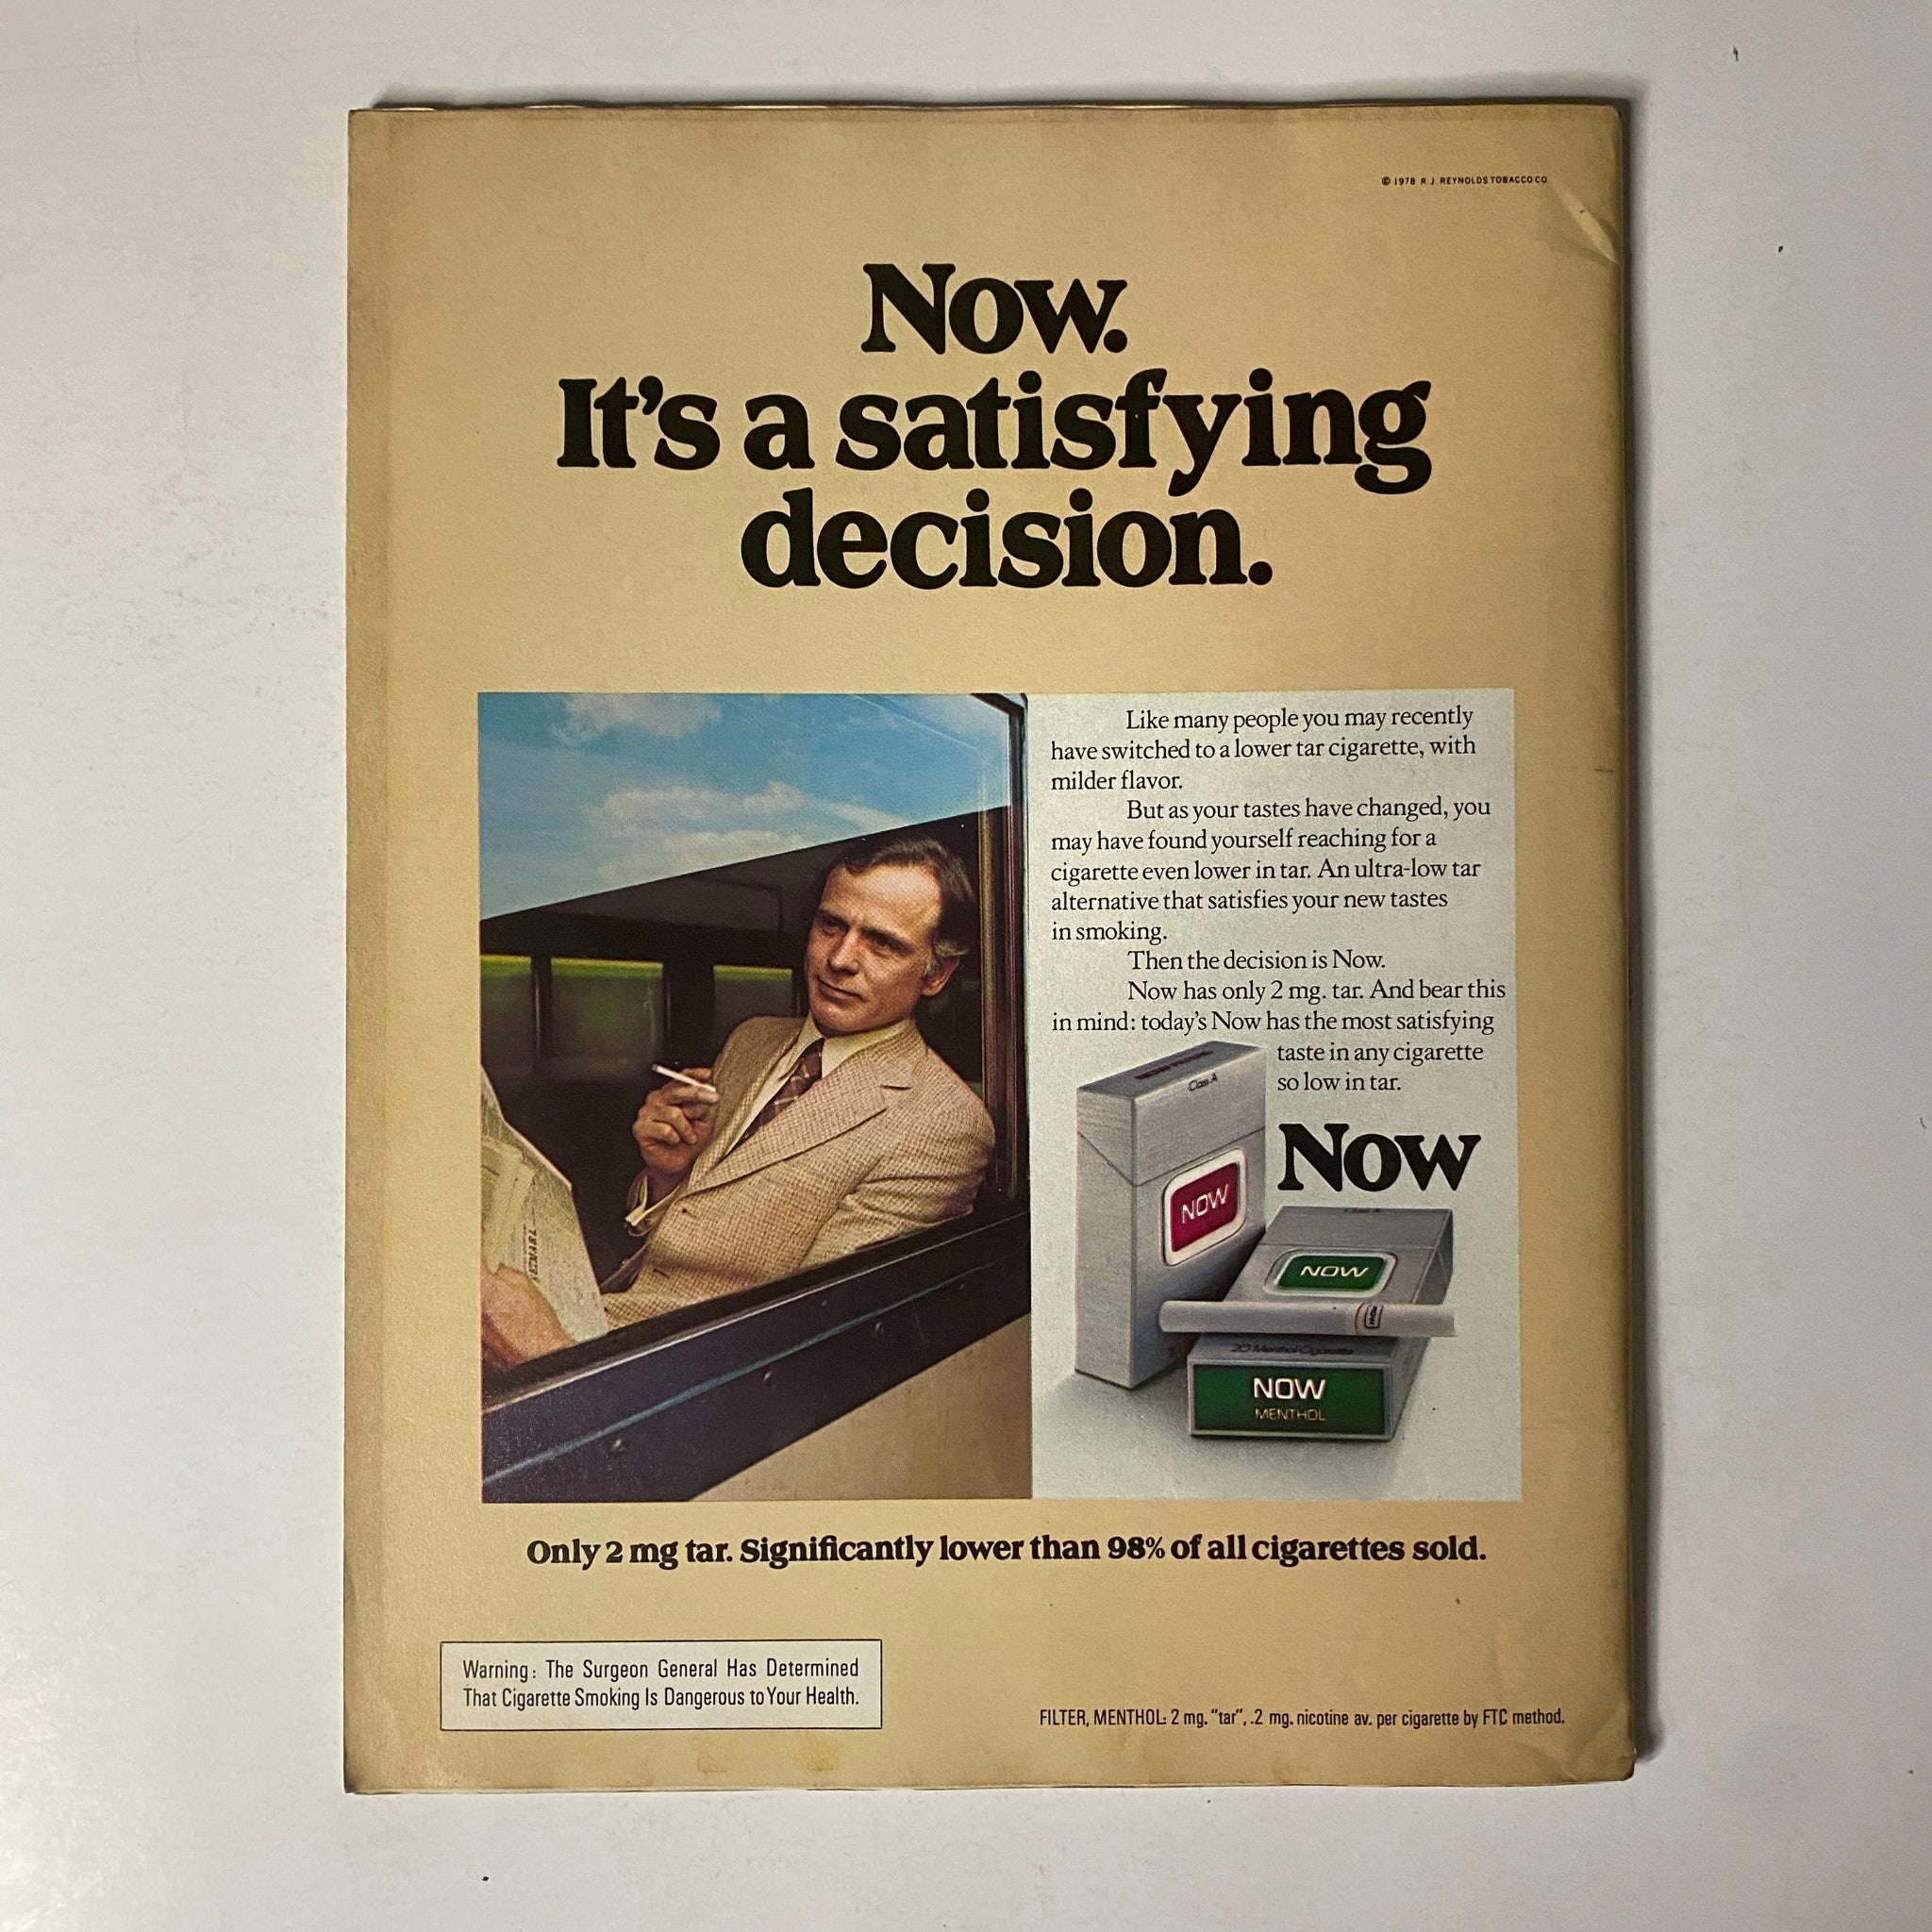 © 1978 R. J. REYNOLDS TOBACCO CO.
Now.
It's a satisfying
decision.
Like many people you may recently
have switched to a lower tar cigarette, with
milder flavor.
But as your tastes have changed, you
may have found yourself reaching for a
cigarette even lower in tar. An ultra-low tar
alternative that satisfies your new tastes
in smoking.
Then the decision is Now.
Now has only 2 mg. tar. And bear this
in mind: today's Now has the most satisfying
taste in any cigarette
so low in tar.
Class A
NOW
Now
Class A
NOW
NOW
20 Menthol Cigarettes
NOW
MENTHOL
Only 2 mg tar. Significantly lower than 98% of all cigarettes sold.
Warning: The Surgeon General Has Determined
That Cigarette Smoking Is Dangerous to Your Health.
FILTER, MENTHOL: 2 mg. "tar", .2 mg. nicotine av. per cigarette by FTC method.